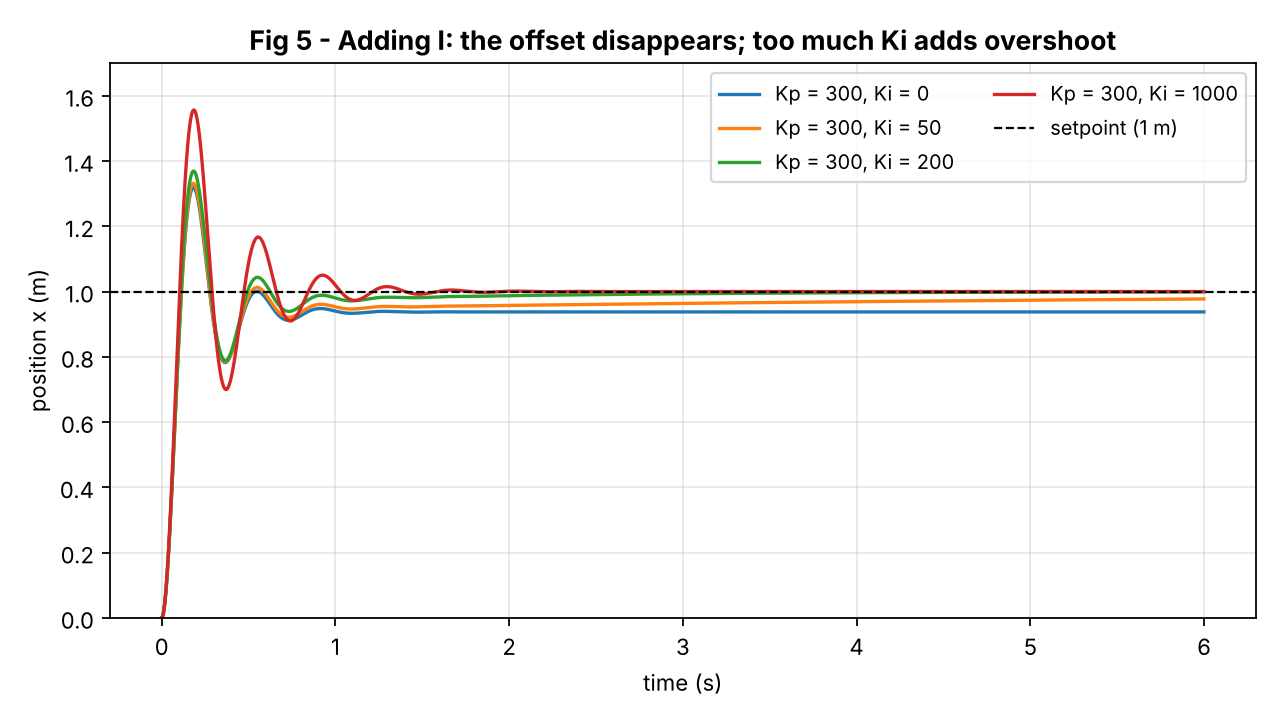 Fig 5 - Adding I: the offset disappears; too much Ki adds overshoot
Kp = 300, Ki = 0
Kp = 300, Ki = 50
Kp = 300, Ki = 200
Kp = 300, Ki = 1000
setpoint (1 m)
position x (m)
1.6
1.4
1.2
1.0
0.8
0.6
0.4
0.2
0.0
0 1 2 3 4 5 6
time (s)